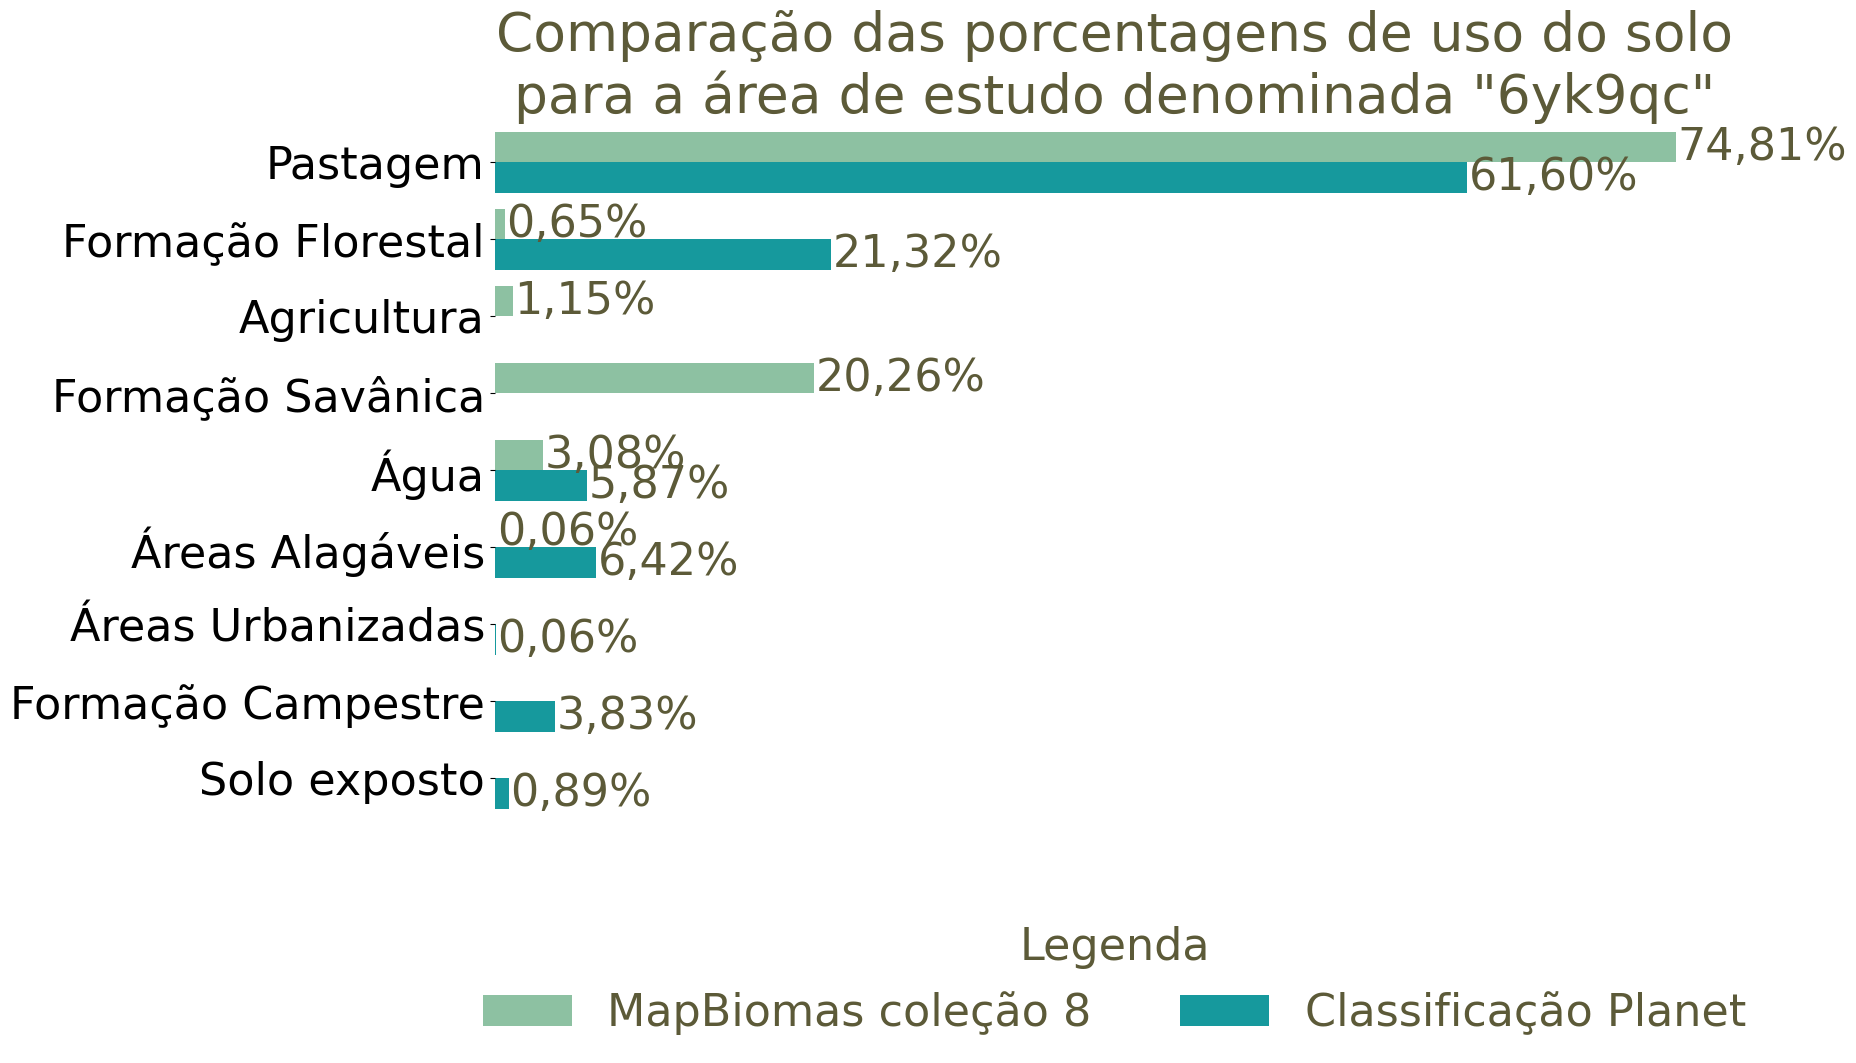 Comparação das porcentagens de uso do solo
para a área de estudo denominada "6yk9qc"
Pastagem
74,81%
61,60%
Formação Florestal
0,65%
21,32%
Agricultura
1,15%
Formação Savânica
20,26%
Água
3,08%
5,87%
Áreas Alagáveis
0,06%
6,42%
Áreas Urbanizadas
0,06%
Formação Campestre
3,83%
Solo exposto
0,89%
Legenda
MapBiomas coleção 8
Classificação Planet